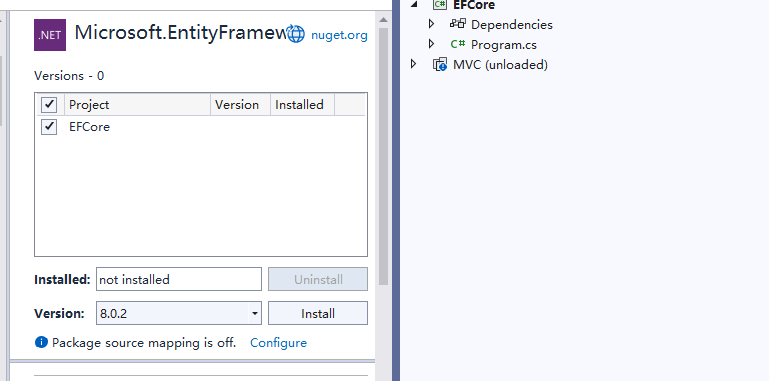 .NET
Microsoft.EntityFramew
nuget.org
Versions - 0
Project Version Installed
EFCore
Installed: not installed Uninstall
Version: 8.0.2 Install
Package source mapping is off. Configure
C# EFCore
Dependencies
C# Program.cs
MVC (unloaded)